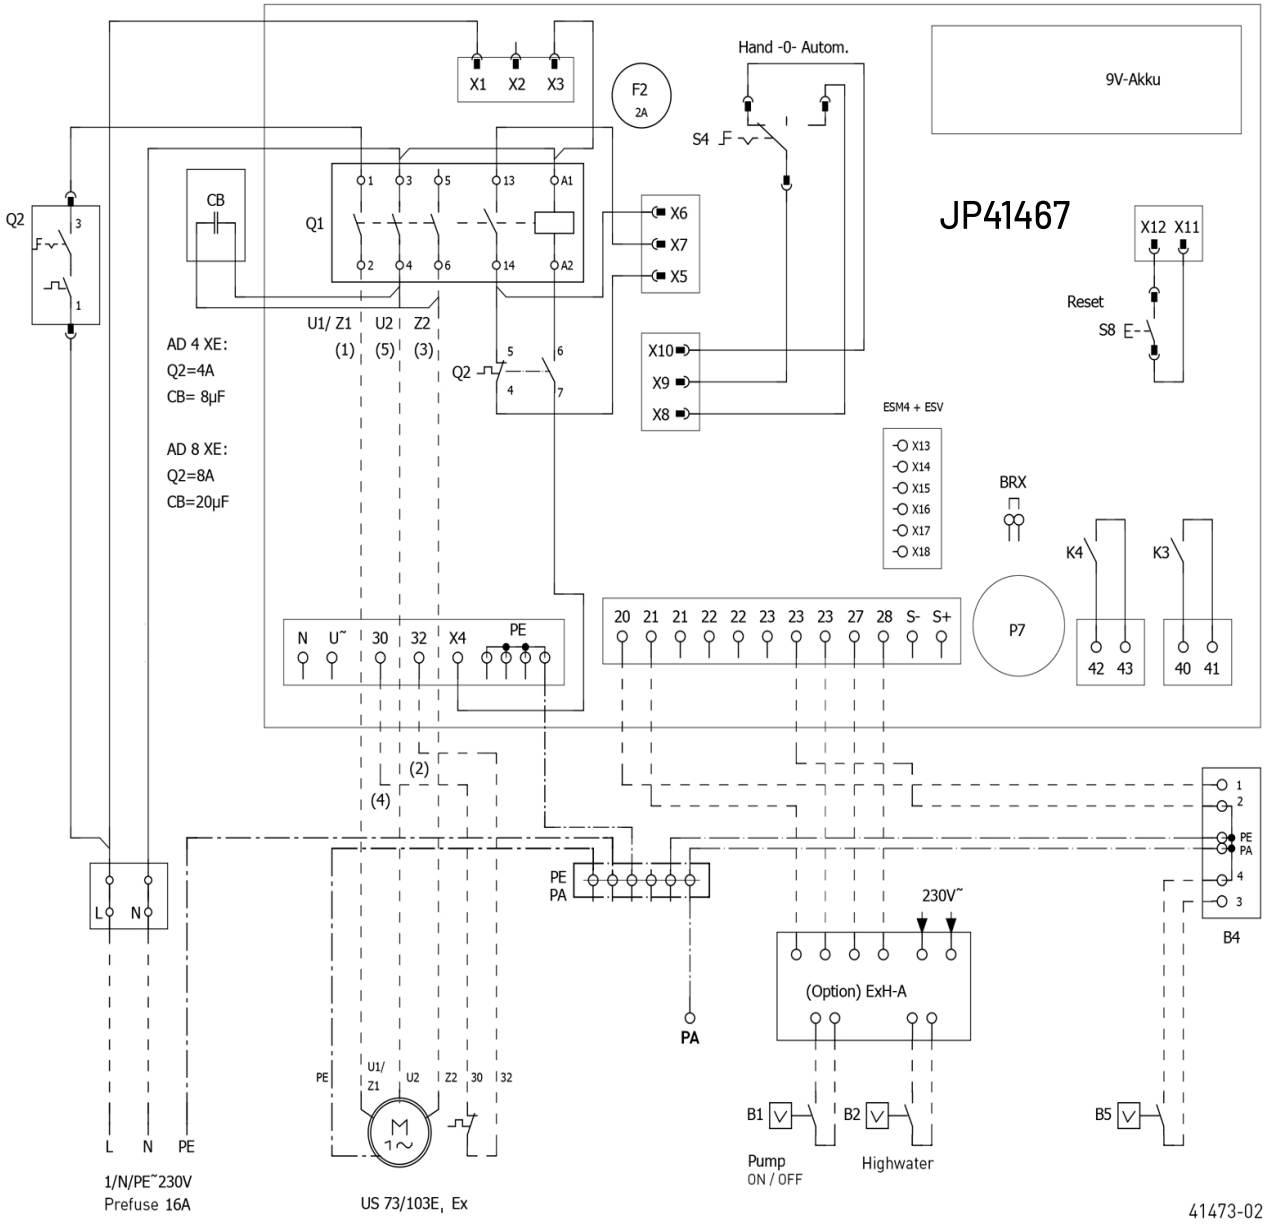 Hand -0- Autom.
9V-Akku
X1 X2 X3
F2
2A
S4
JP41467
Q2
3
1
CB
Q1
1 3 5 13 A1
2 4 6 14 A2
X6
X7
X5
X12 X11
Reset
S8
U1/ Z1 U2 Z2
(1) (5) (3)
AD 4 XE:
Q2=4A
CB= 8µF
AD 8 XE:
Q2=8A
CB=20µF
Q2
5 6
4 7
X10
X9
X8
ESM4 + ESV
X13
X14
X15
X16
X17
X18
BRX
K4 K3
P7
42 43
40 41
N U~ 30 32 X4 PE
20 21 21 22 22 23 23 23 27 28 S- S+
(2)
(4)
1
2
PE
PA
4
3
B4
PE
PA
L N
230V~
(Option) ExH-A
PA
PE
U1/
Z1
U2 Z2 30 32
M
1~
B1 B2 B5
L N PE
1/N/PE~230V
Prefuse 16A
US 73/103E, Ex
Pump
ON / OFF
Highwater
41473-02